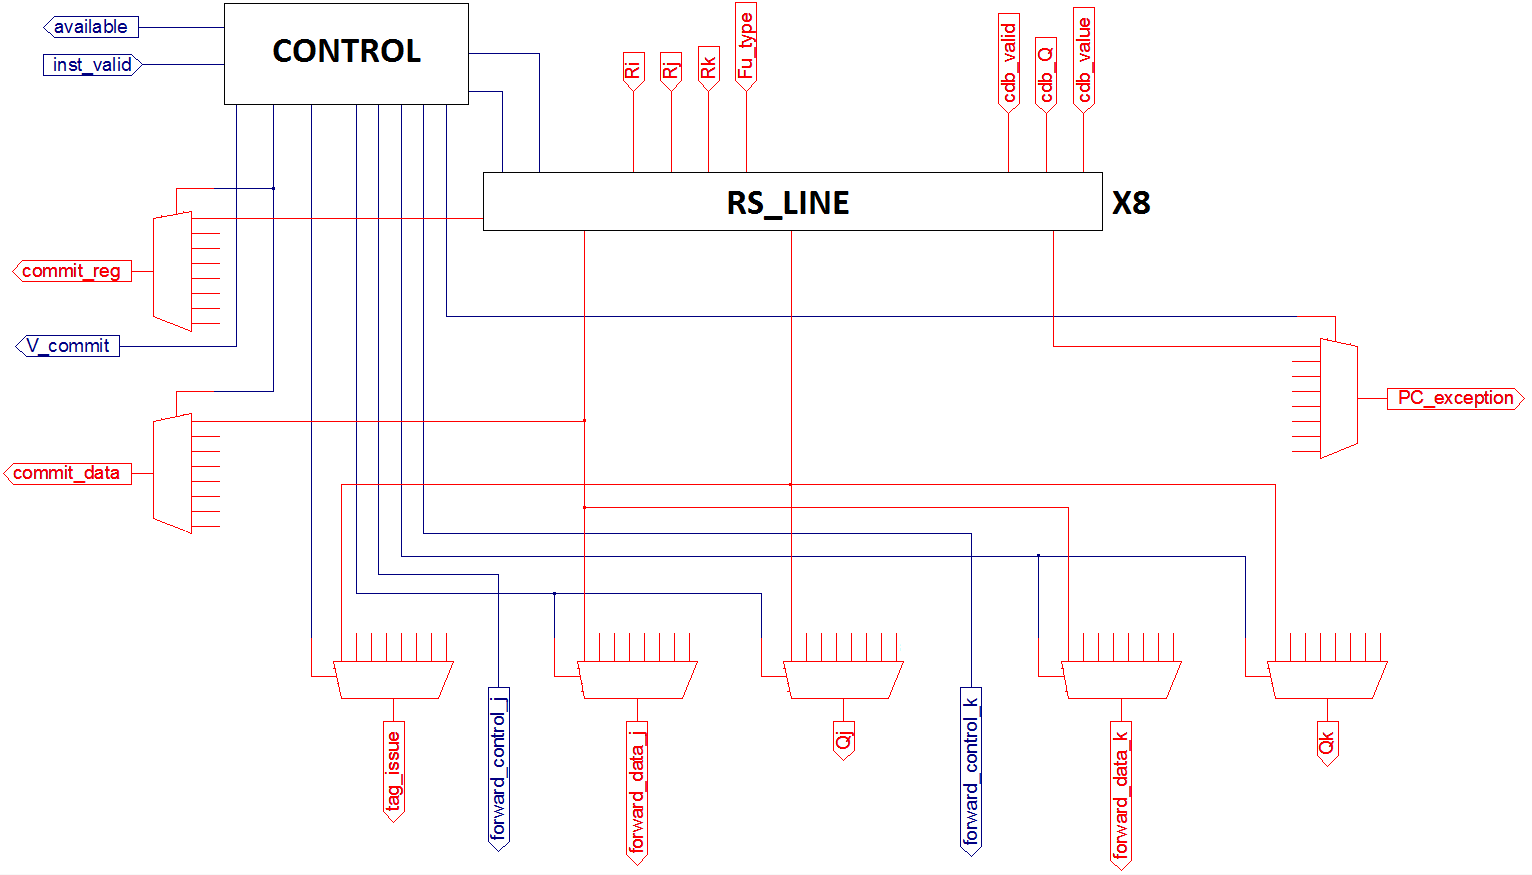 available
inst_valid
CONTROL
Ri
Rj
Rk
Fu_type
cdb_valid
cdb_Q
cdb_value
RS_LINE
X8
commit_reg
V_commit
commit_data
PC_exception
tag_issue
forward_control_j
forward_data_j
Qj
forward_control_k
forward_data_k
Qk